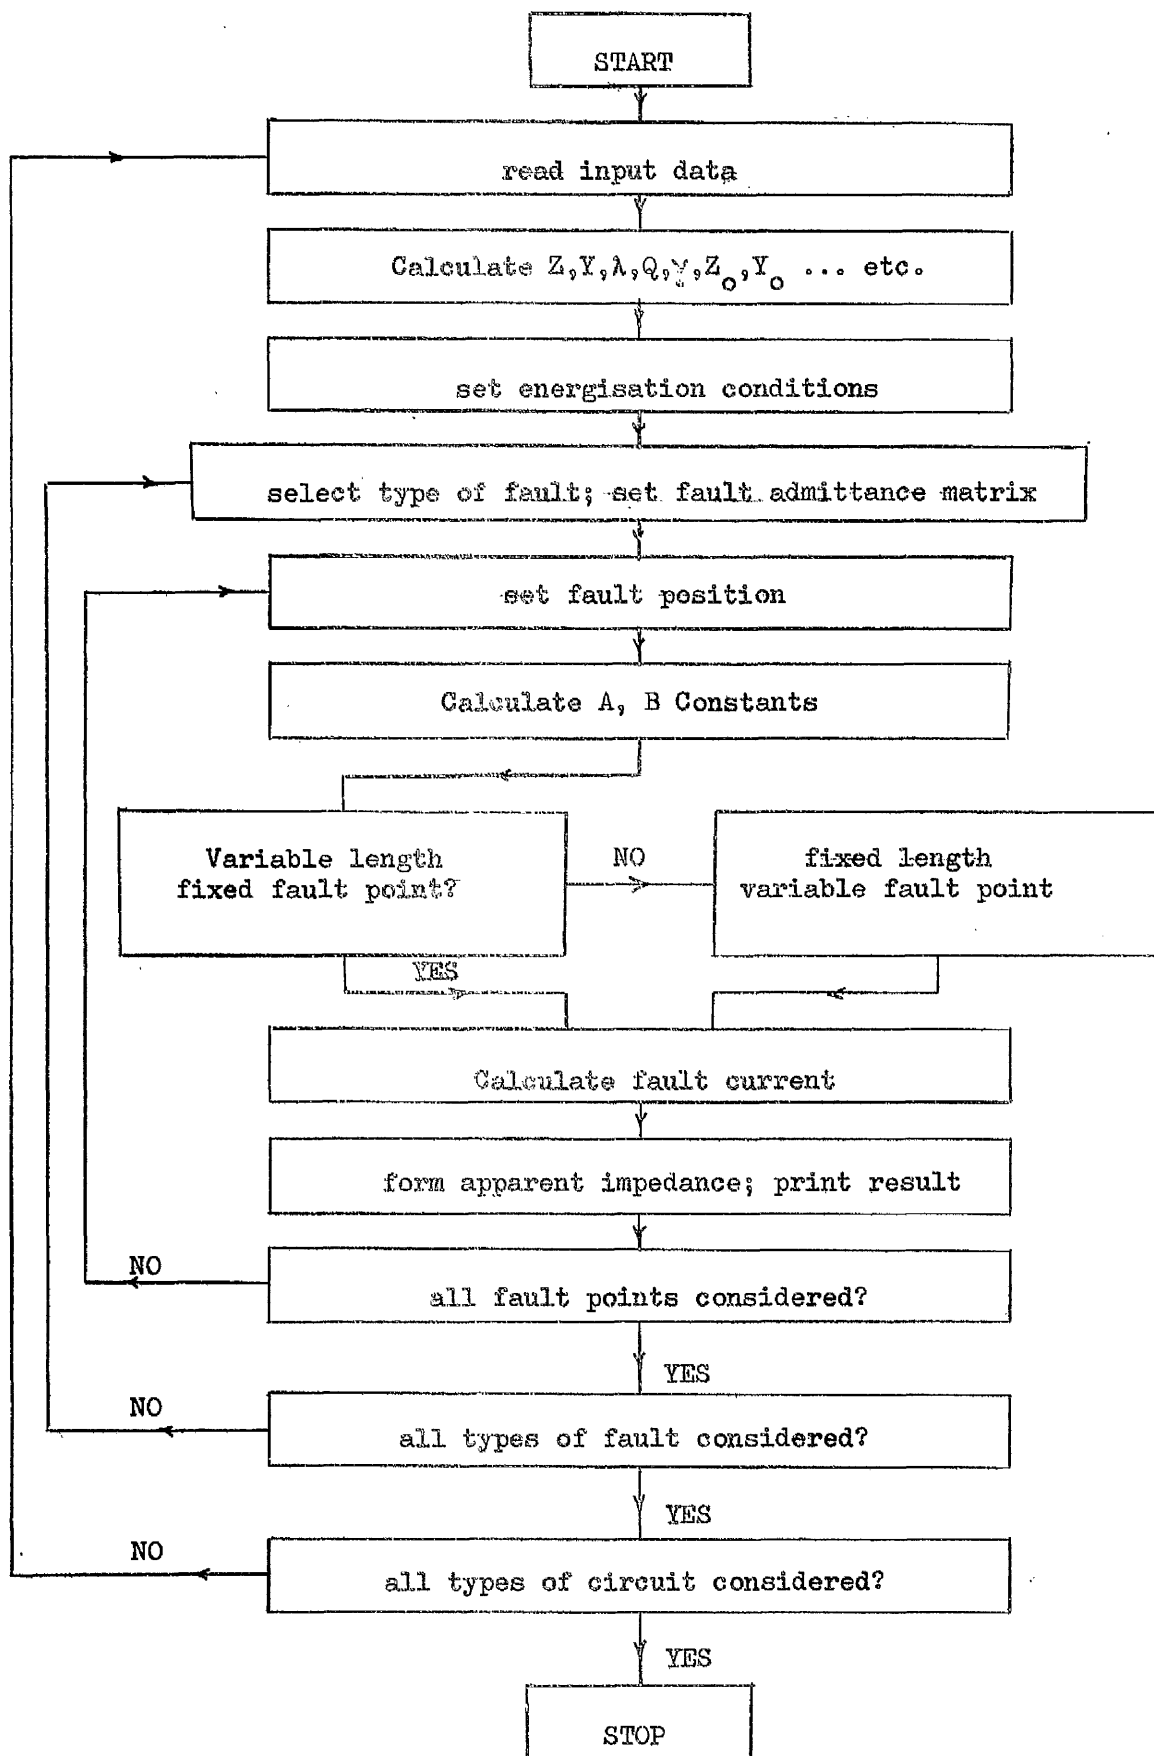 START
read input data
Calculate Z,Y,λ,Q,γ,Z₀,Y₀ ... etc.
set energisation conditions
select type of fault; set fault admittance matrix
set fault position
Calculate A, B Constants
Variable length
fixed fault point?
NO
fixed length
variable fault point
YES
Calculate fault current
form apparent impedance; print result
NO
all fault points considered?
YES
NO
all types of fault considered?
YES
NO
all types of circuit considered?
YES
STOP